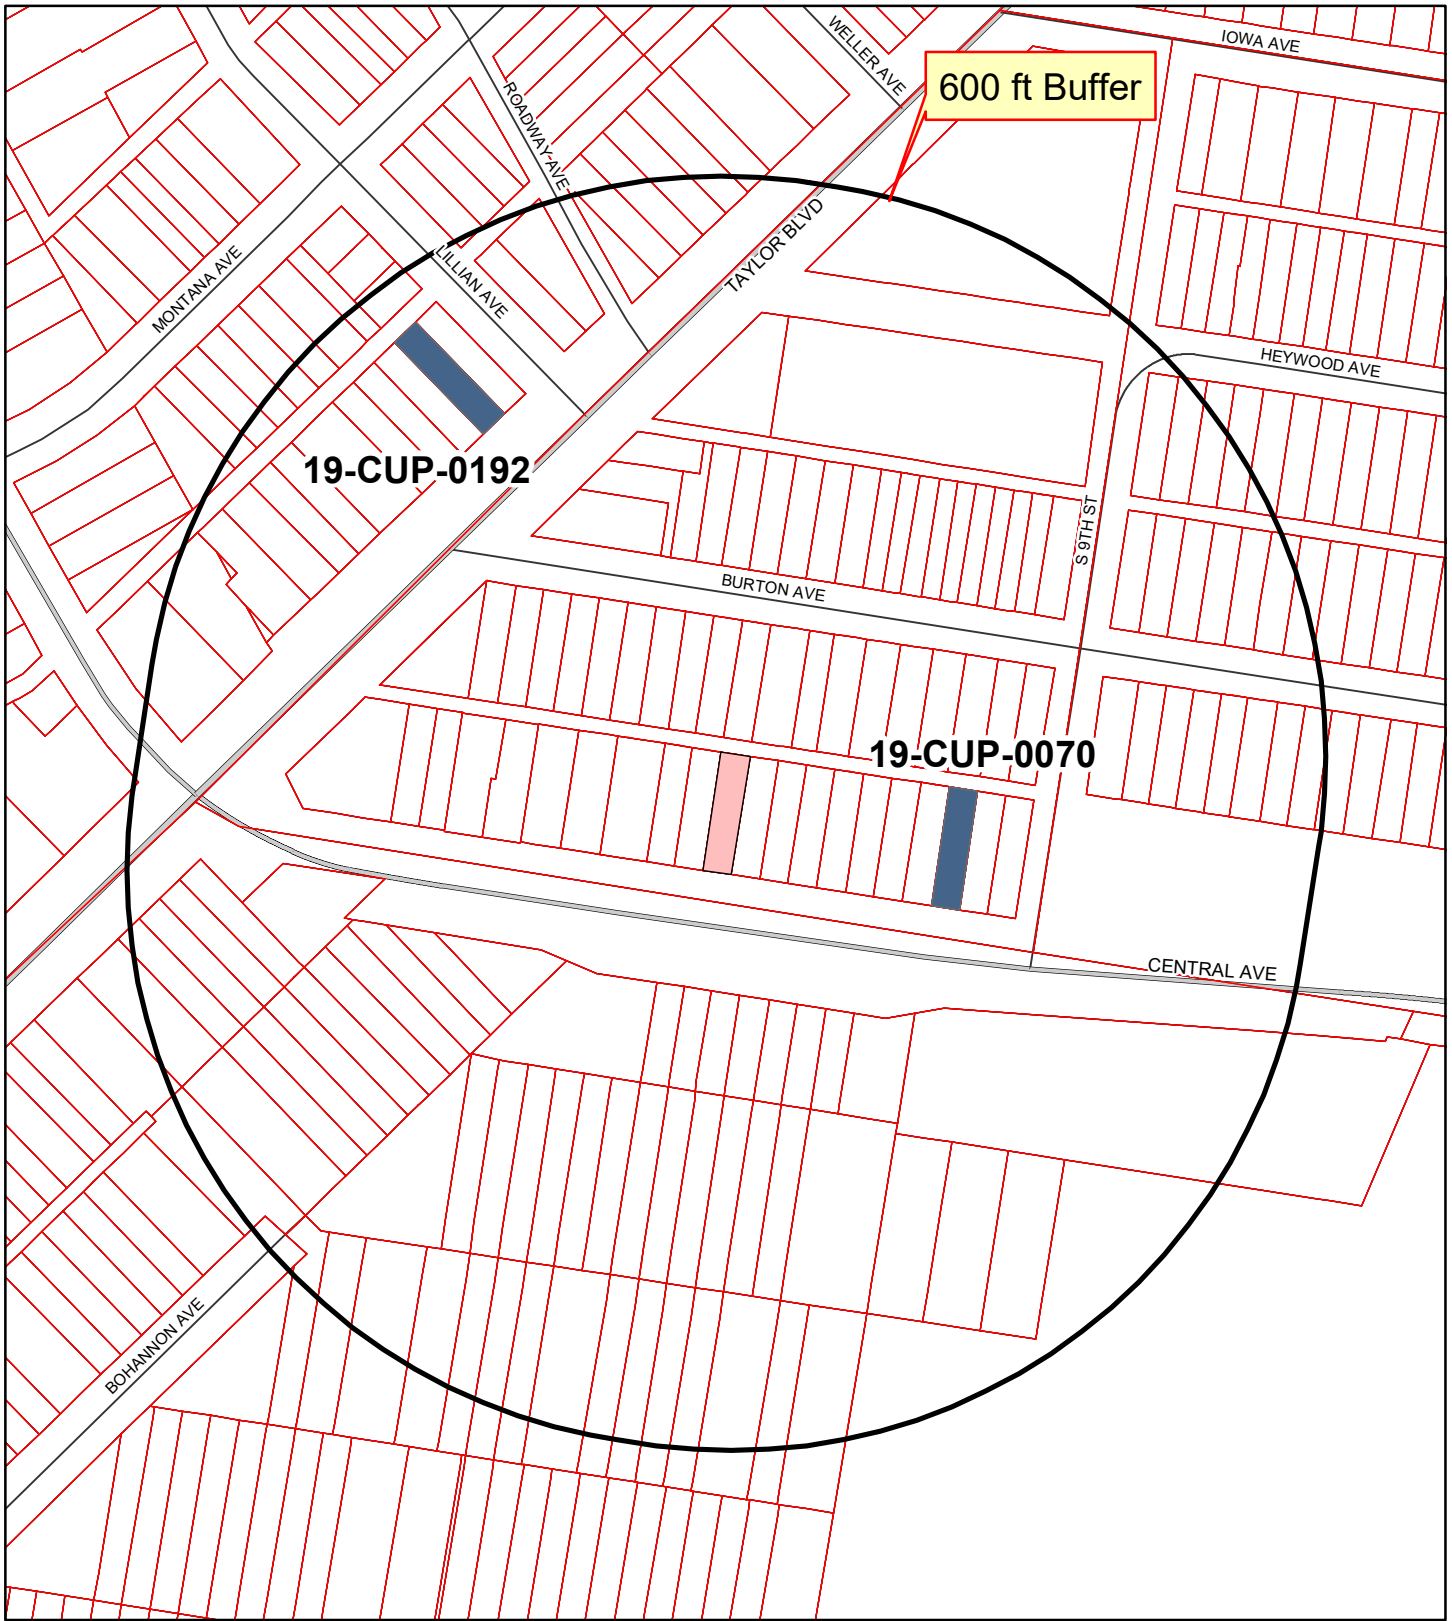 WELLER AVE
IOWA AVE
600 ft Buffer
ROADWAY AVE
TAYLOR BLVD
MONTANA AVE
LILLIAN AVE
HEYWOOD AVE
19-CUP-0192
S 9TH ST
BURTON AVE
19-CUP-0070
CENTRAL AVE
BOHANNON AVE